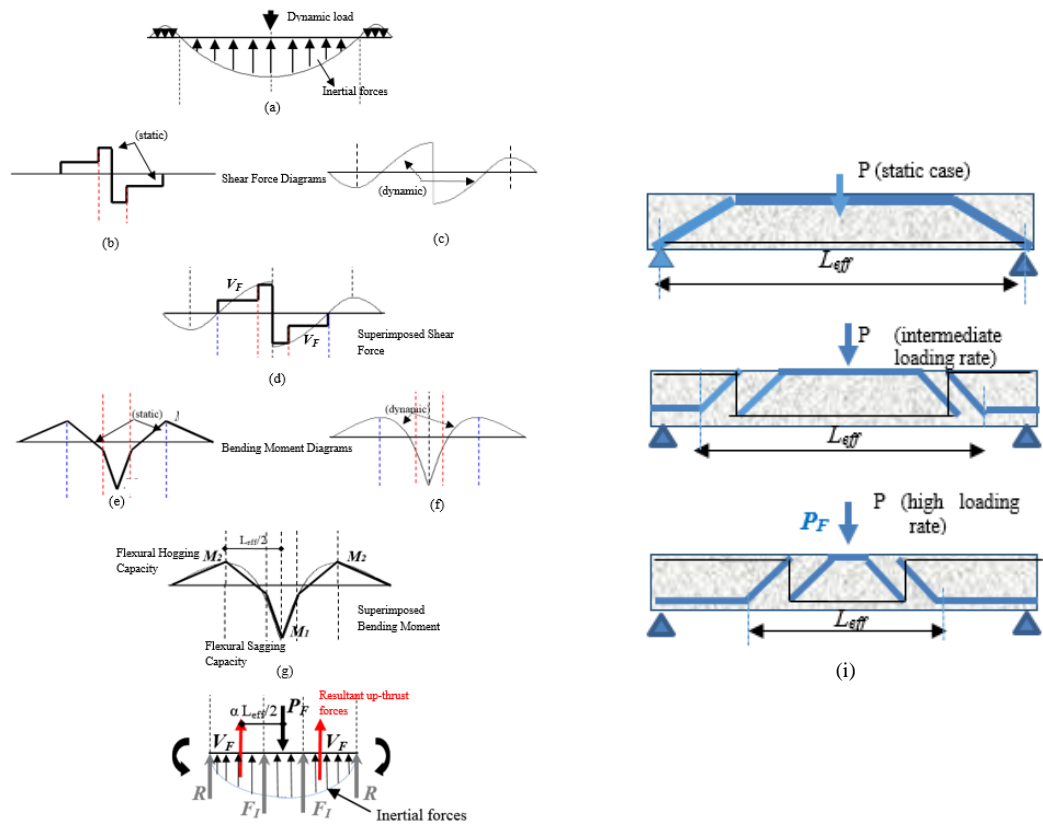 Dynamic load
Inertial forces
(a)
(static)
Shear Force Diagrams
(dynamic)
(b)
(c)
V_F
V_F
Superimposed Shear
Force
(d)
(static)
l
Bending Moment Diagrams
(dynamic)
(e)
(f)
L_eff/2
Flexural Hogging
Capacity
M_2
M_2
Superimposed
Bending Moment
M_1
Flexural Sagging
Capacity
(g)
Resultant up-thrust
forces
P_F
α L_eff/2
V_F
V_F
R
F_I
F_I
R
Inertial forces
P (static case)
L_eff
P (intermediate
loading rate)
L_eff
P (high loading
rate)
P_F
L_eff
(i)